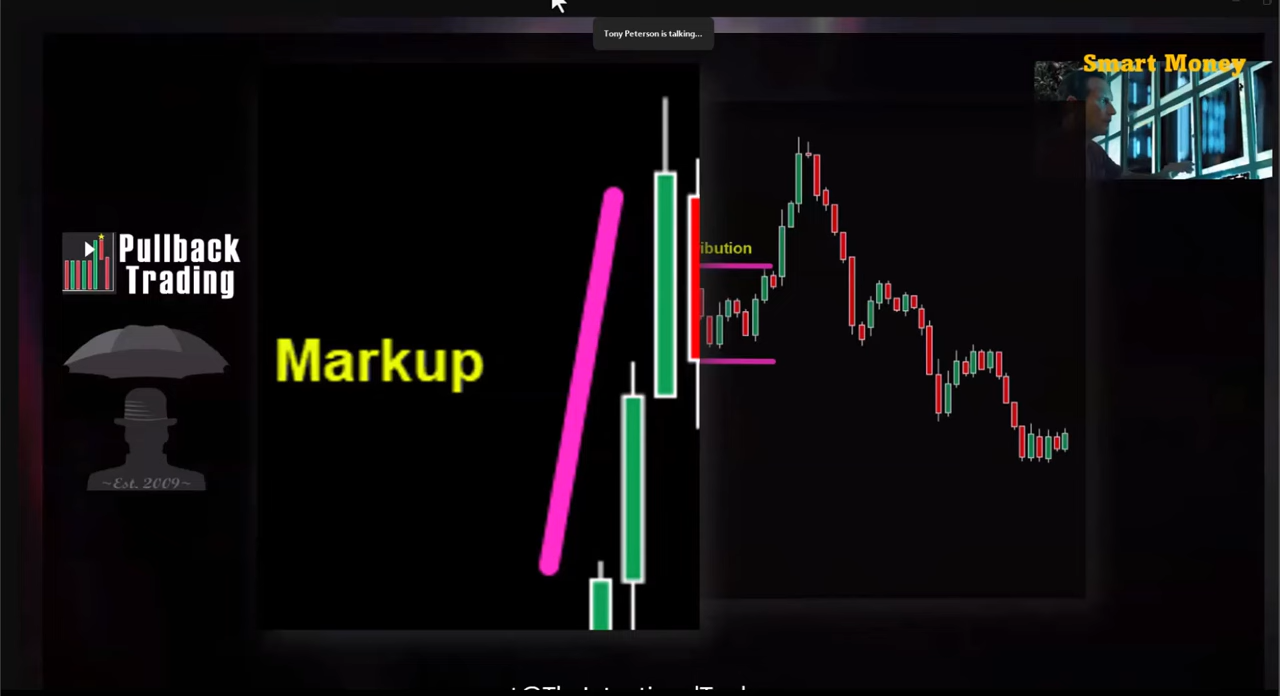 Tony Peterson is talking...
Smart Money
Pullback
Trading
ibution
Markup
~Est. 2009~